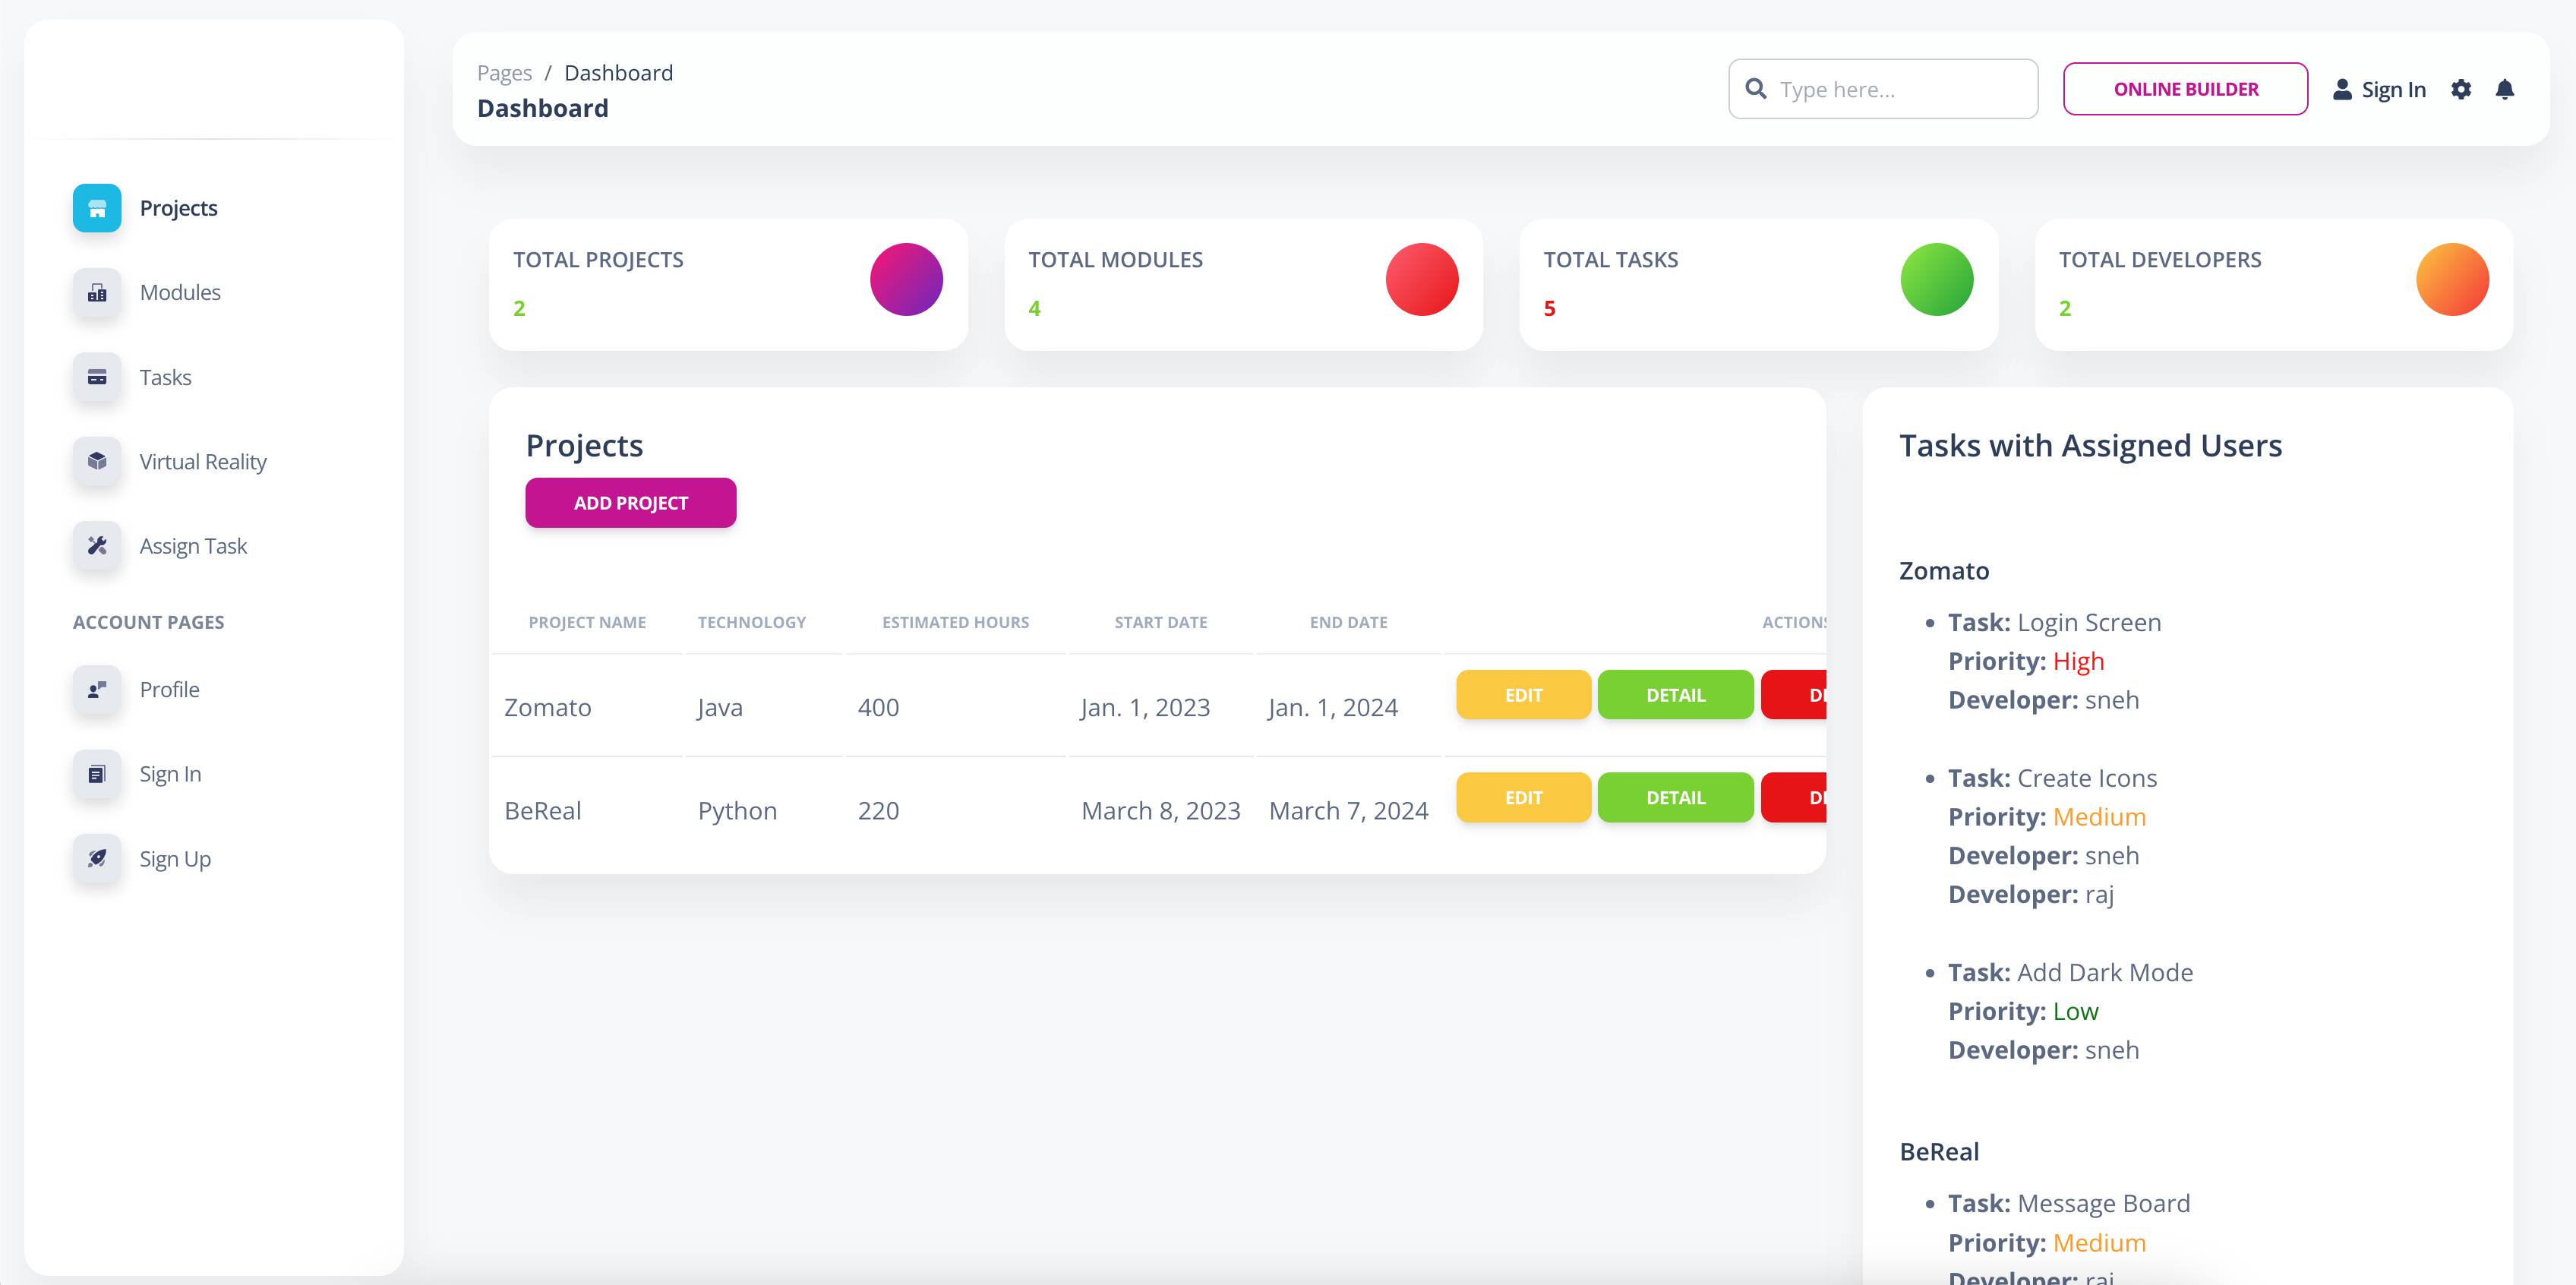 Projects
Modules
Tasks
Virtual Reality
Assign Task
ACCOUNT PAGES
Profile
Sign In
Sign Up
Pages / Dashboard
Dashboard
Type here...
ONLINE BUILDER
Sign In
TOTAL PROJECTS
2
TOTAL MODULES
4
TOTAL TASKS
5
TOTAL DEVELOPERS
2
Projects
ADD PROJECT
PROJECT NAME TECHNOLOGY ESTIMATED HOURS START DATE END DATE ACTIONS
Zomato Java 400 Jan. 1, 2023 Jan. 1, 2024 EDIT DETAIL
BeReal Python 220 March 8, 2023 March 7, 2024 EDIT DETAIL
Tasks with Assigned Users
Zomato
Task: Login Screen
Priority: High
Developer: sneh
Task: Create Icons
Priority: Medium
Developer: sneh
Developer: raj
Task: Add Dark Mode
Priority: Low
Developer: sneh
BeReal
Task: Message Board
Priority: Medium
Developer: raj